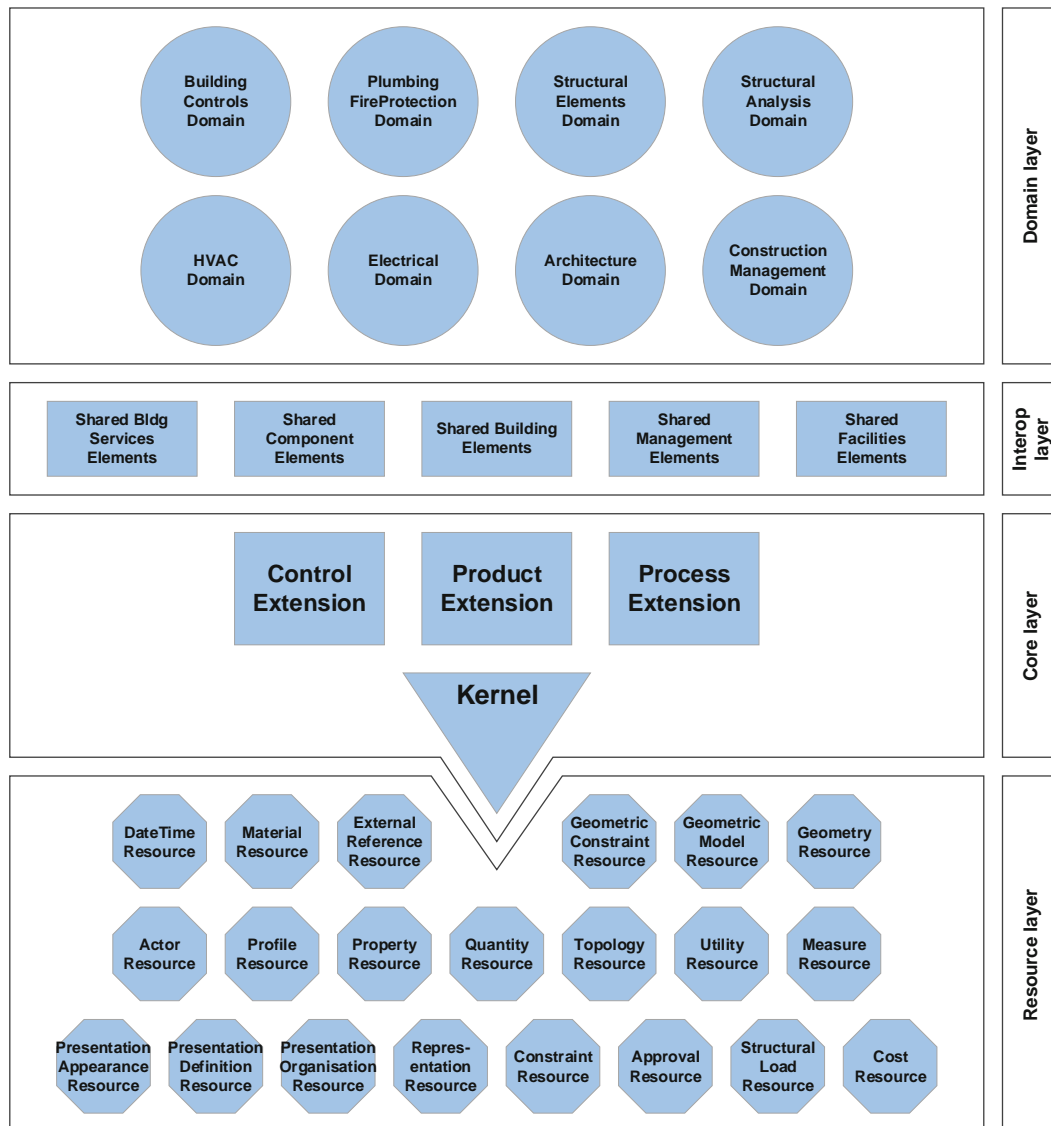 Building
Controls
Domain
Plumbing
FireProtection
Domain
Structural
Elements
Domain
Structural
Analysis
Domain
HVAC
Domain
Electrical
Domain
Architecture
Domain
Construction
Management
Domain
Domain layer
Shared Bldg
Services
Elements
Shared
Component
Elements
Shared Building
Elements
Shared
Management
Elements
Shared
Facilities
Elements
Interop
layer
Control
Extension
Product
Extension
Process
Extension
Kernel
Core layer
DateTime
Resource
Material
Resource
External
Reference
Resource
Geometric
Constraint
Resource
Geometric
Model
Resource
Geometry
Resource
Actor
Resource
Profile
Resource
Property
Resource
Quantity
Resource
Topology
Resource
Utility
Resource
Measure
Resource
Presentation
Appearance
Resource
Presentation
Definition
Resource
Presentation
Organisation
Resource
Repres-
entation
Resource
Constraint
Resource
Approval
Resource
Structural
Load
Resource
Cost
Resource
Resource layer